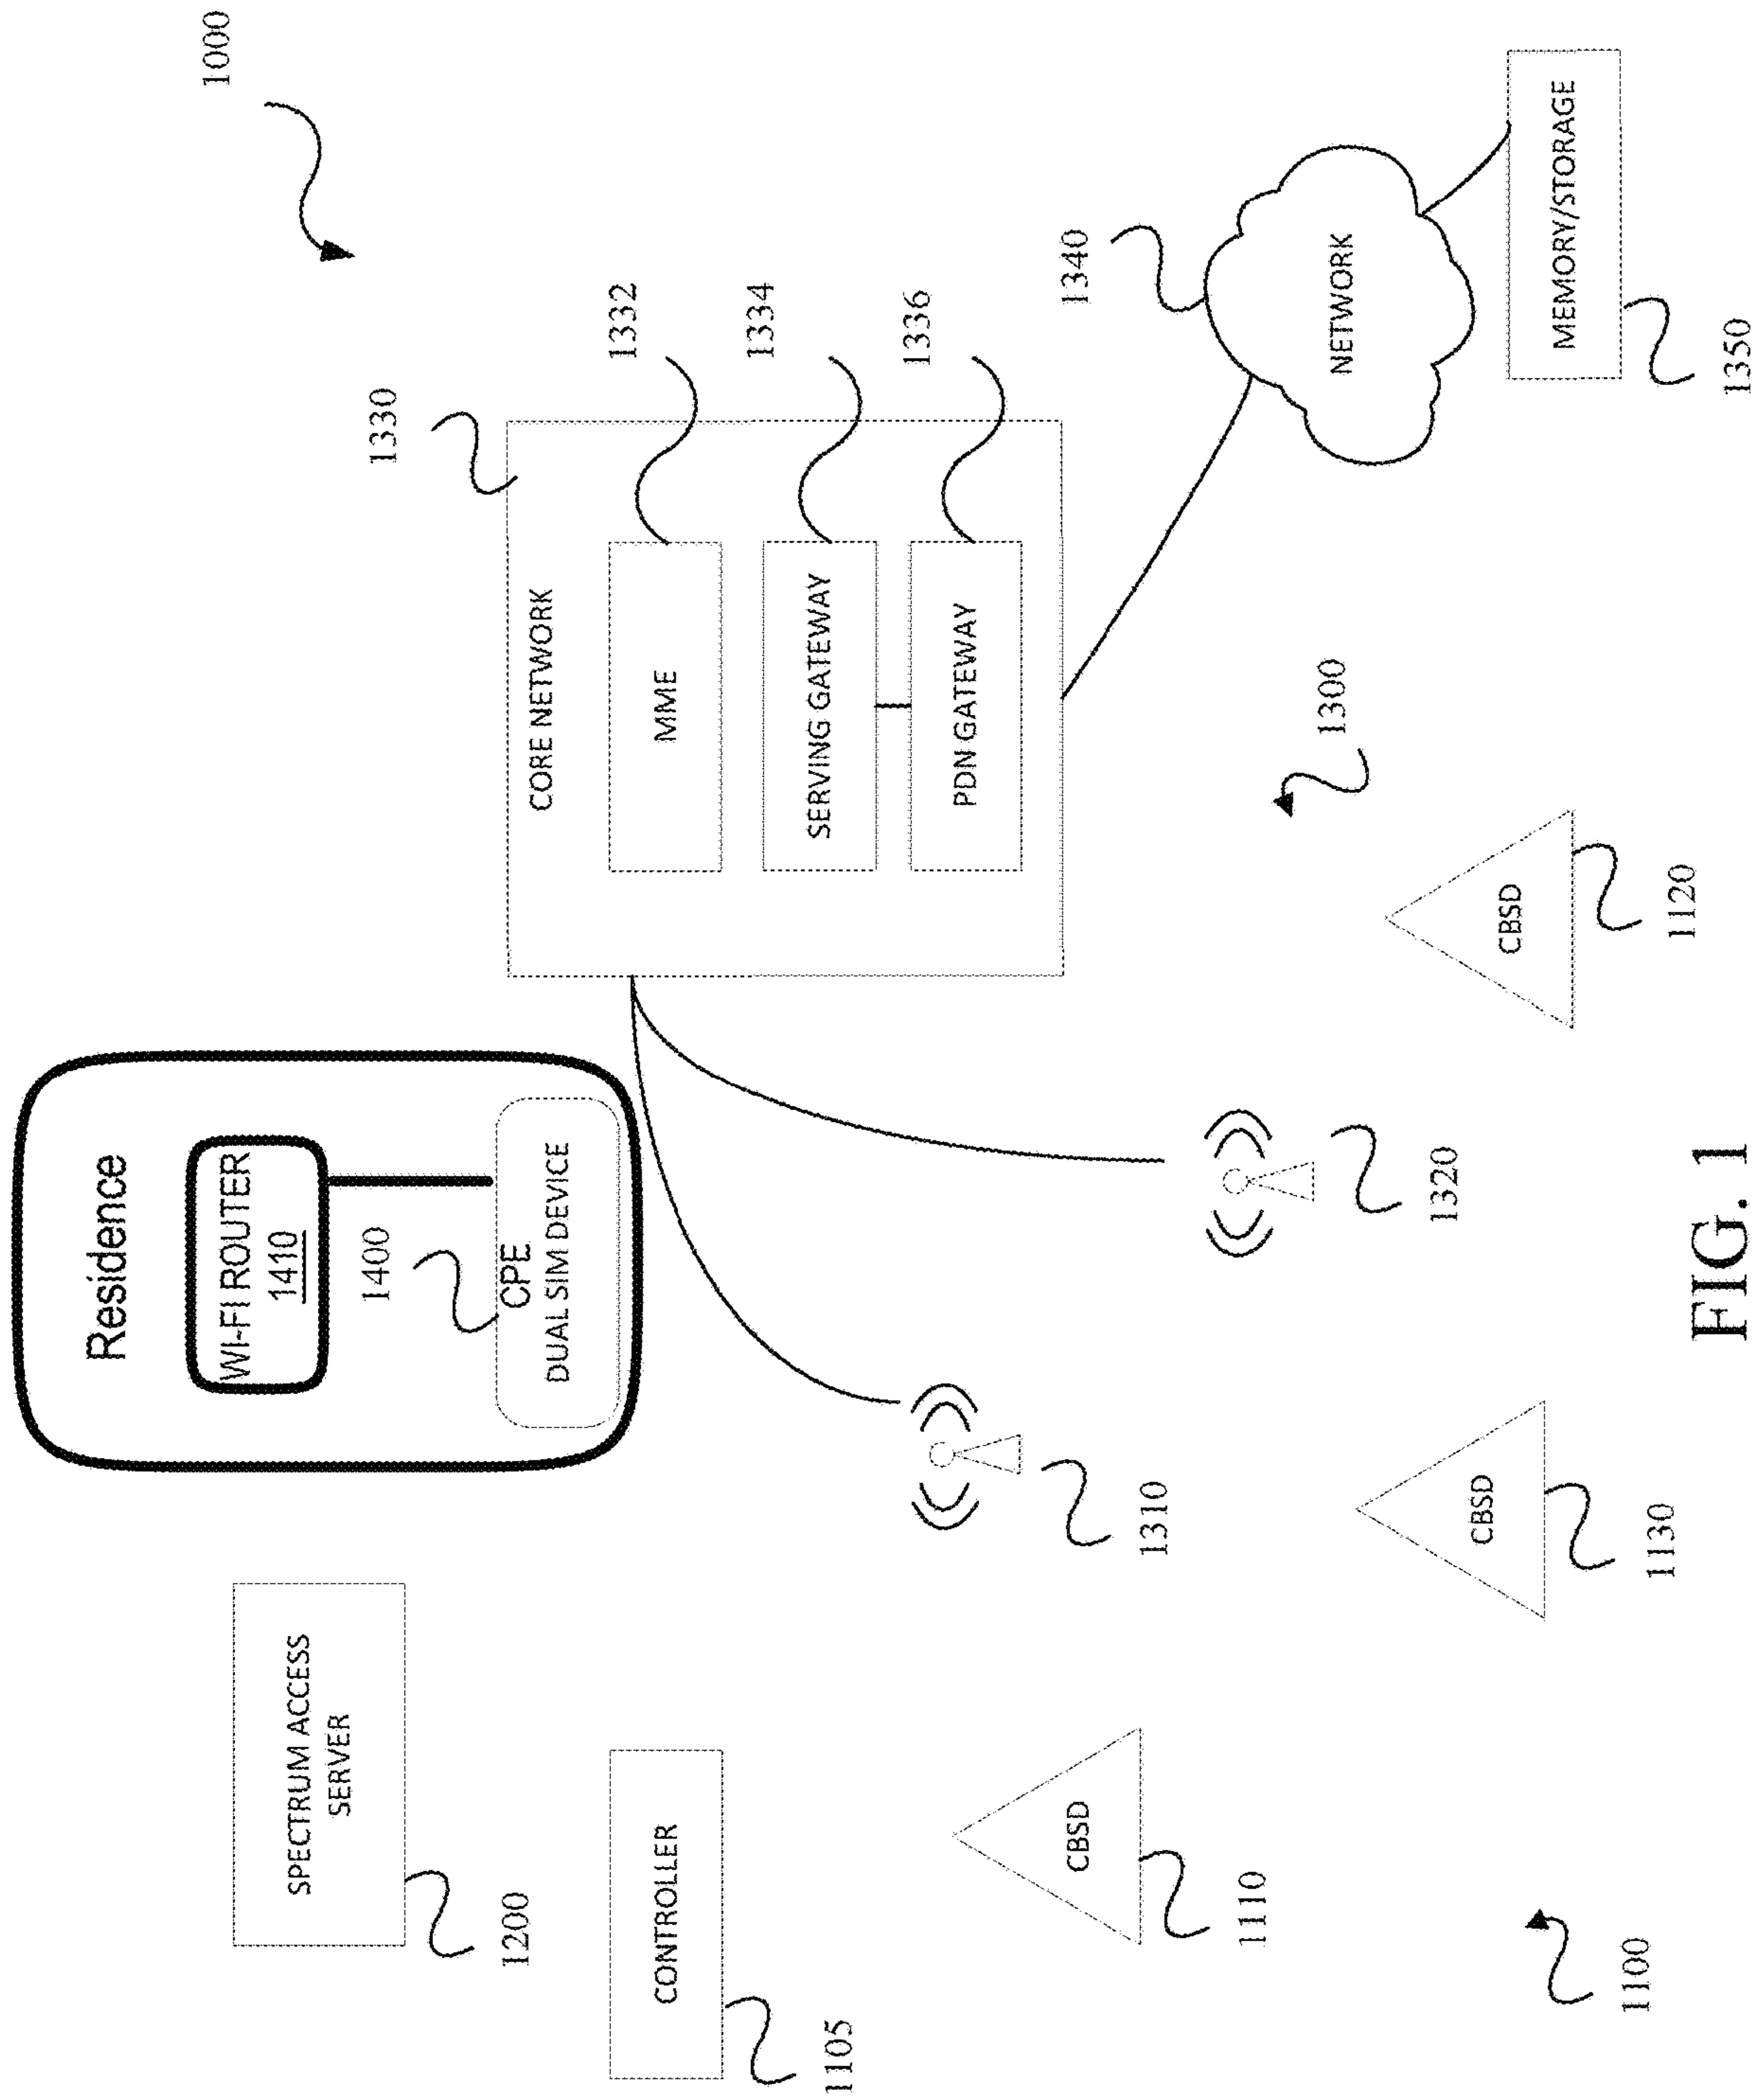 1000
Residence
WI-FI ROUTER
1410
1400
CPE
DUAL SIM DEVICE
SPECTRUM ACCESS
SERVER
1200
CONTROLLER
1105
1330
CORE NETWORK
MME
1332
SERVING GATEWAY
1334
PDN GATEWAY
1336
1340
NETWORK
MEMORY/STORAGE
1350
1310
1320
1300
CBSD
1110
CBSD
1130
CBSD
1120
1100
FIG. 1